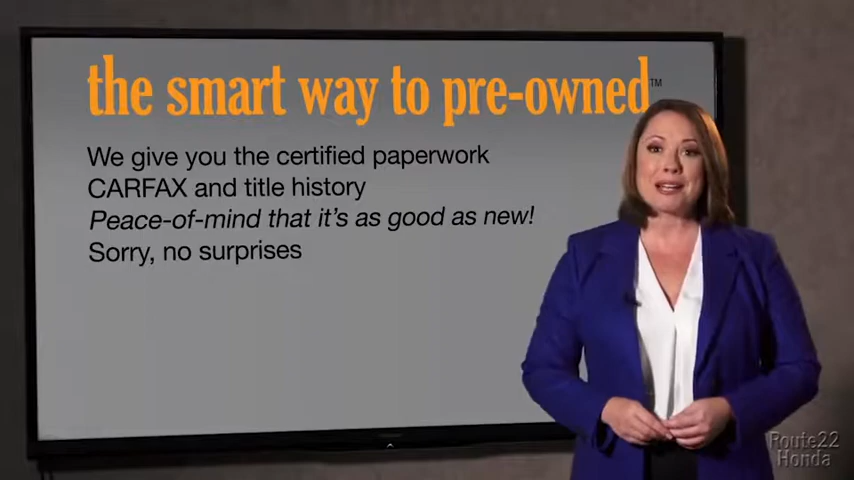 the smart way to pre-owned™
We give you the certified paperwork
CARFAX and title history
Peace-of-mind that it's as good as new!
Sorry, no surprises
Route22
Honda